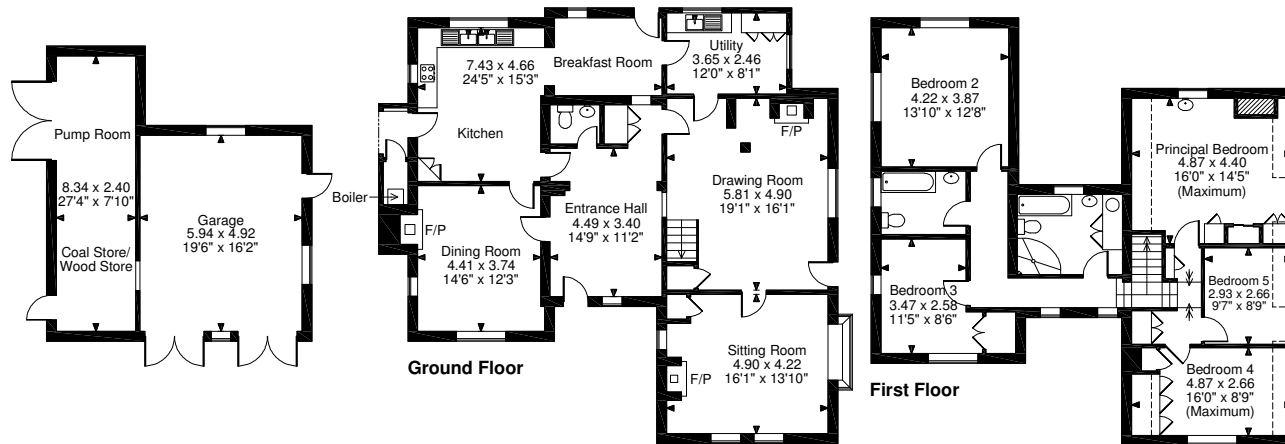 Pump Room
8.34 x 2.40
27'4" x 7'10"
Coal Store/
Wood Store
Garage
5.94 x 4.92
19'6" x 16'2"
Boiler
7.43 x 4.66
24'5" x 15'3"
Kitchen
Breakfast Room
Utility
3.65 x 2.46
12'0" x 8'1"
F/P
Dining Room
4.41 x 3.74
14'6" x 12'3"
Entrance Hall
4.49 x 3.40
14'9" x 11'2"
F/P
Drawing Room
5.81 x 4.90
19'1" x 16'1"
Sitting Room
4.90 x 4.22
16'1" x 13'10"
F/P
Ground Floor
Bedroom 2
4.22 x 3.87
13'10" x 12'8"
Principal Bedroom
4.87 x 4.40
16'0" x 14'5"
(Maximum)
Bedroom 3
3.47 x 2.58
11'5" x 8'6"
Bedroom 5
2.93 x 2.66
9'7" x 8'9"
Bedroom 4
4.87 x 2.66
16'0" x 8'9"
(Maximum)
First Floor